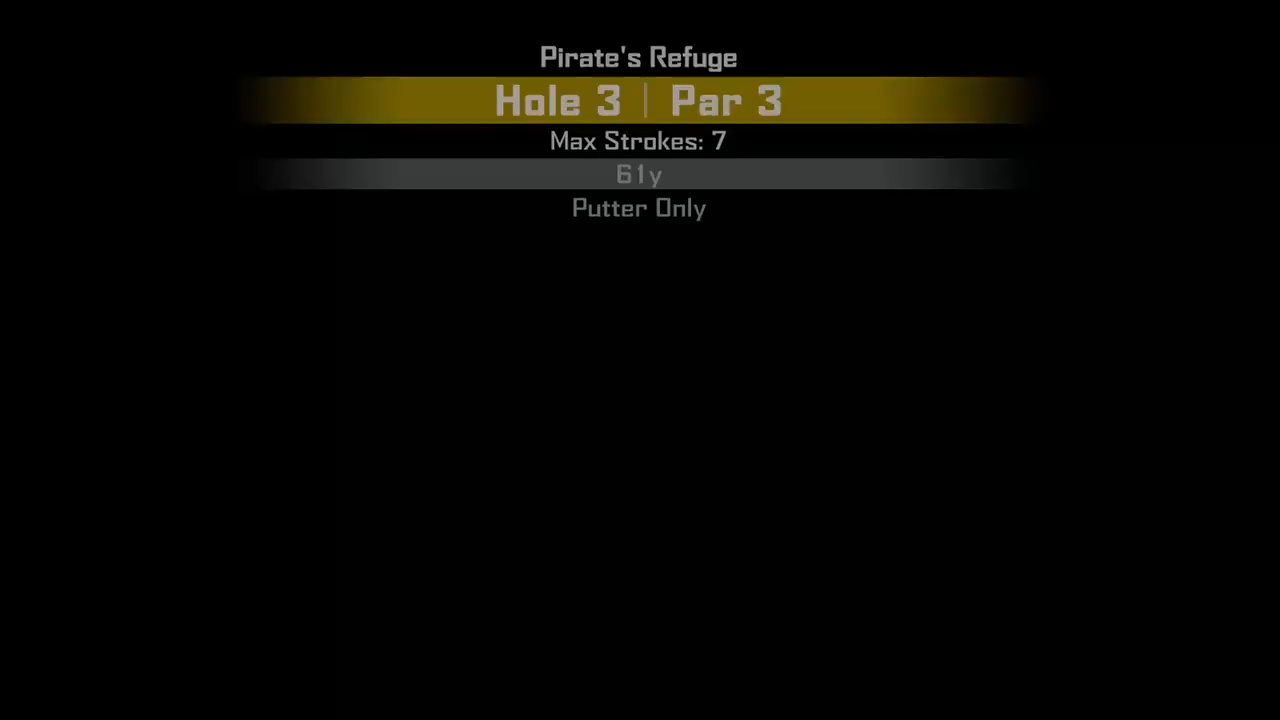 Pirate's Refuge
Hole 3 | Par 3
Max Strokes: 7
61y
Putter Only